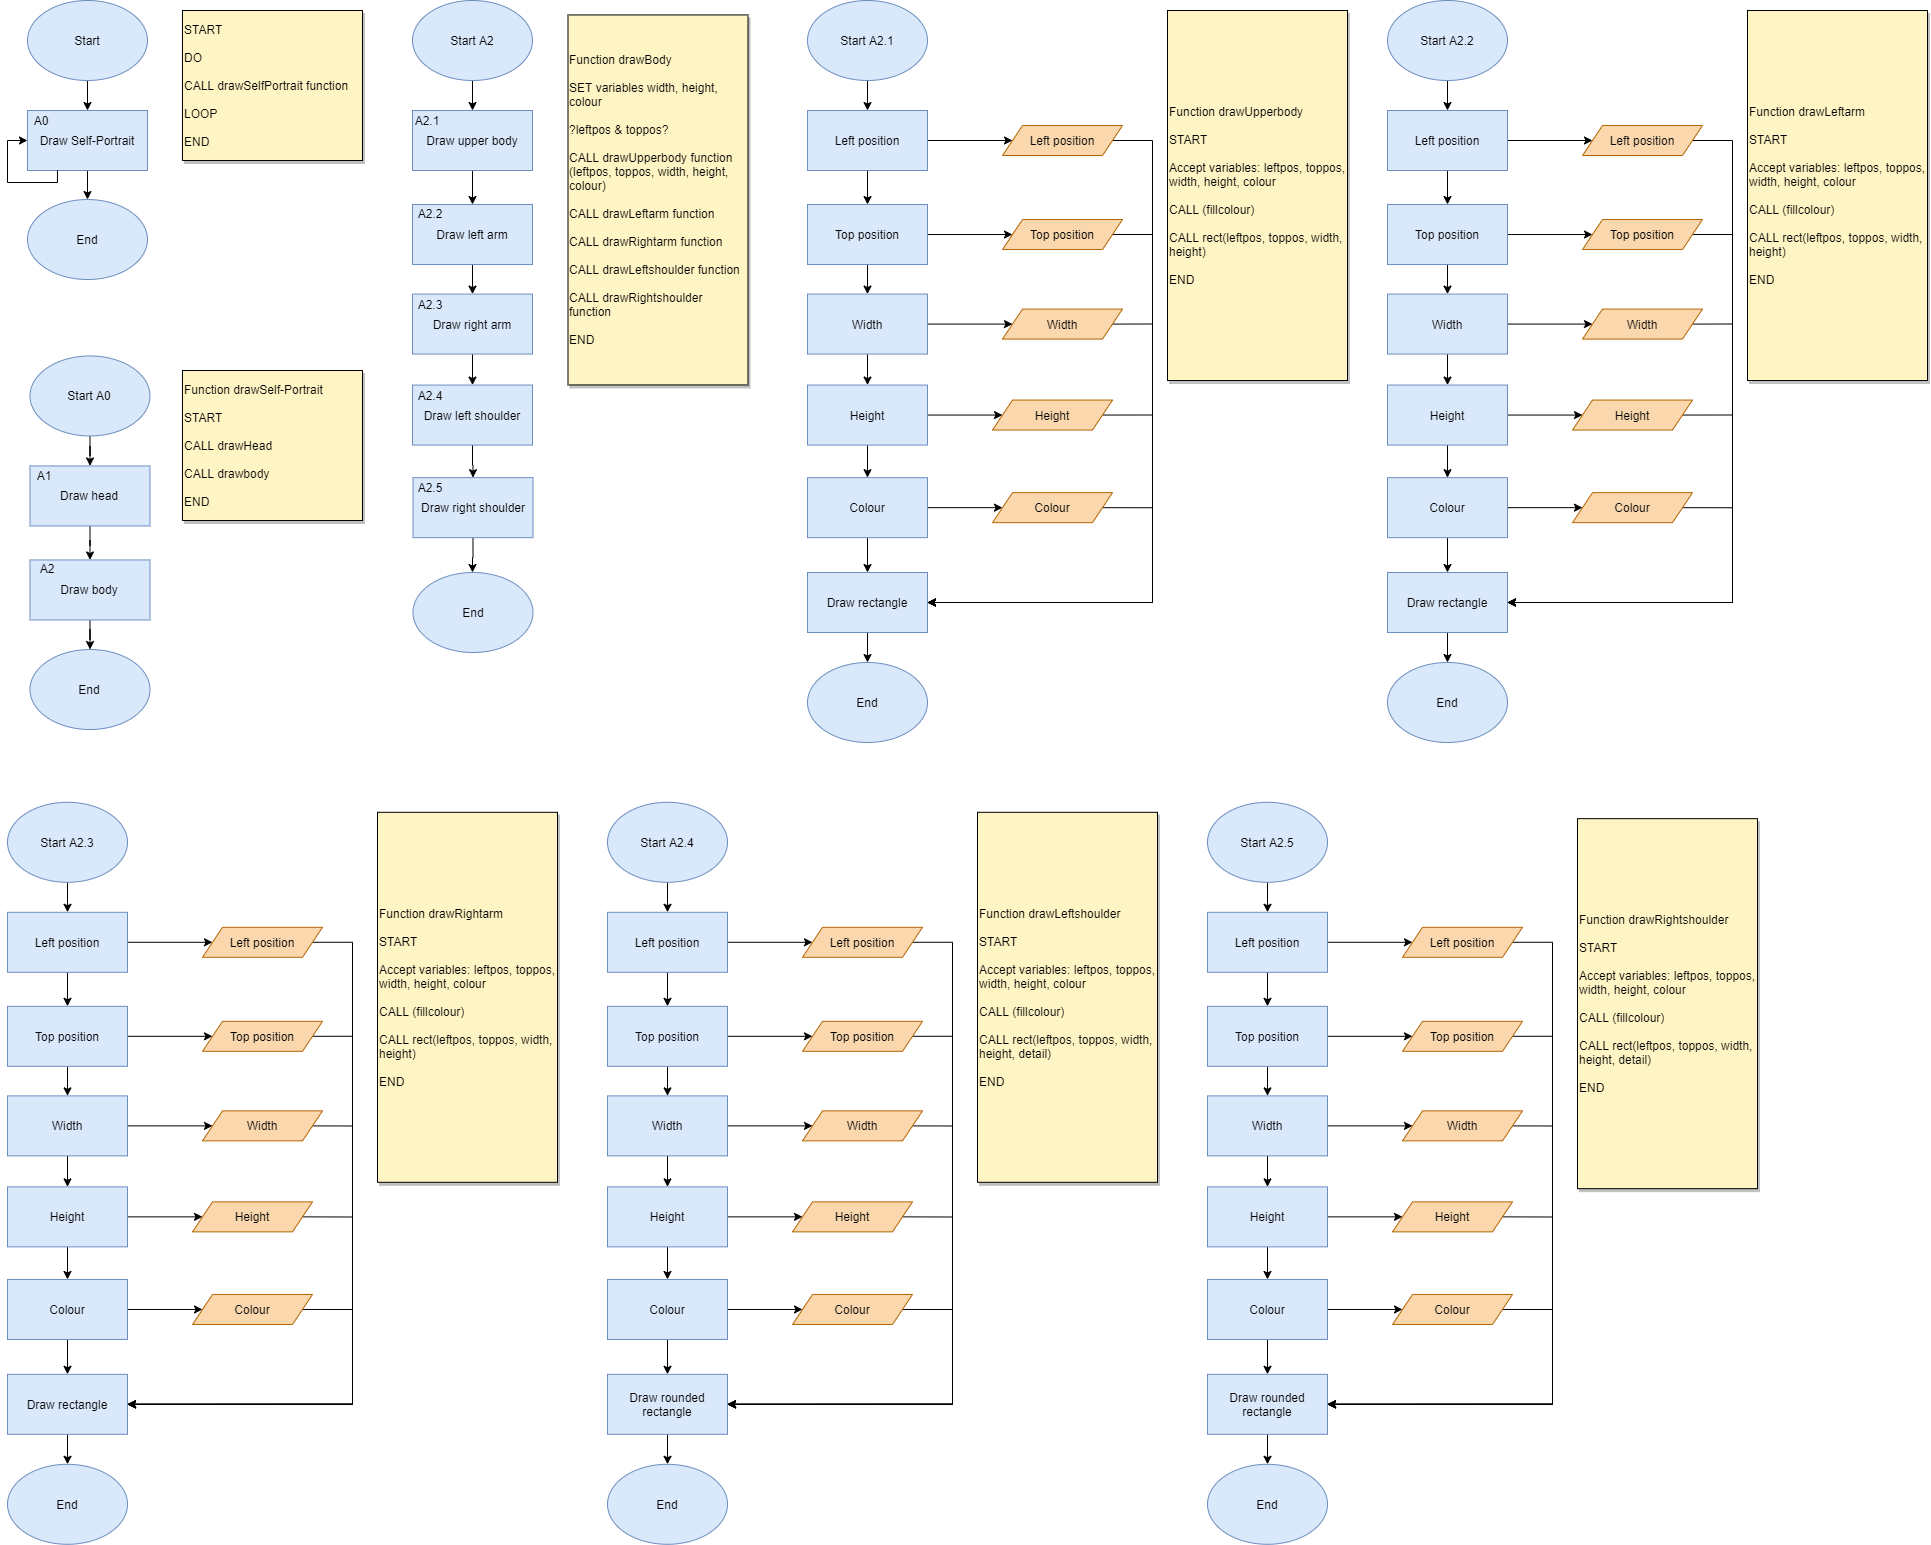 Start
A0
Draw Self-Portrait
End
START
DO
CALL drawSelfPortrait function
LOOP
END
Start A0
A1
Draw head
A2
Draw body
End
Function drawSelf-Portrait
START
CALL drawHead
CALL drawbody
END
Start A2
A2.1
Draw upper body
A2.2
Draw left arm
A2.3
Draw right arm
A2.4
Draw left shoulder
A2.5
Draw right shoulder
End
Function drawBody
SET variables width, height,
colour
?leftpos & toppos?
CALL drawUpperbody function
(leftpos, toppos, width, height,
colour)
CALL drawLeftarm function
CALL drawRightarm function
CALL drawLeftshoulder function
CALL drawRightshoulder
function
END
Start A2.1
Left position
Left position
Top position
Top position
Width
Width
Height
Height
Colour
Colour
Draw rectangle
End
Function drawUpperbody
START
Accept variables: leftpos, toppos,
width, height, colour
CALL (fillcolour)
CALL rect(leftpos, toppos, width,
height)
END
Start A2.2
Left position
Left position
Top position
Top position
Width
Width
Height
Height
Colour
Colour
Draw rectangle
End
Function drawLeftarm
START
Accept variables: leftpos, toppos,
width, height, colour
CALL (fillcolour)
CALL rect(leftpos, toppos, width,
height)
END
Start A2.3
Left position
Left position
Top position
Top position
Width
Width
Height
Height
Colour
Colour
Draw rectangle
End
Function drawRightarm
START
Accept variables: leftpos, toppos,
width, height, colour
CALL (fillcolour)
CALL rect(leftpos, toppos, width,
height)
END
Start A2.4
Left position
Left position
Top position
Top position
Width
Width
Height
Height
Colour
Colour
Draw rounded
rectangle
End
Function drawLeftshoulder
START
Accept variables: leftpos, toppos,
width, height, colour
CALL (fillcolour)
CALL rect(leftpos, toppos, width,
height, detail)
END
Start A2.5
Left position
Left position
Top position
Top position
Width
Width
Height
Height
Colour
Colour
Draw rounded
rectangle
End
Function drawRightshoulder
START
Accept variables: leftpos, toppos,
width, height, colour
CALL (fillcolour)
CALL rect(leftpos, toppos, width,
height, detail)
END